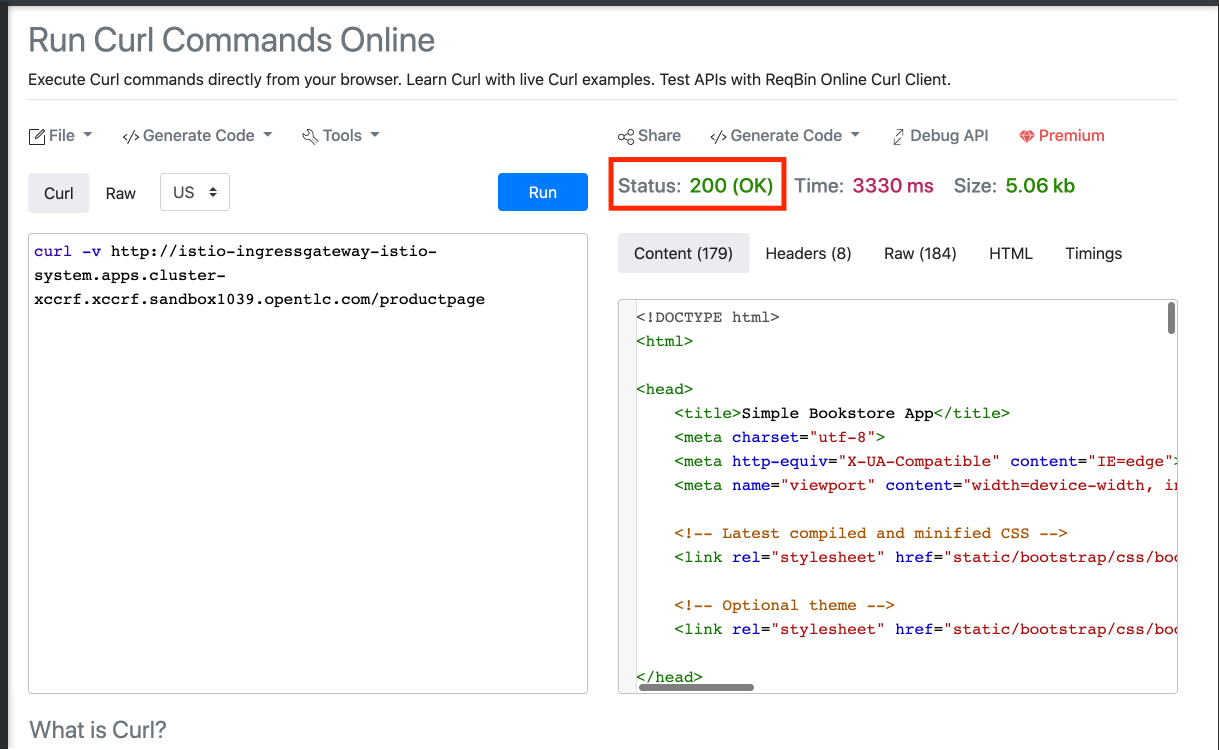 Run Curl Commands Online
Execute Curl commands directly from your browser. Learn Curl with live Curl examples. Test APIs with ReqBin Online Curl Client.
File </> Generate Code Tools
Share </> Generate Code Debug API Premium
Curl Raw US Run
Status: 200 (OK) Time: 3330 ms Size: 5.06 kb
curl -v http://istio-ingressgateway-istio-
system.apps.cluster-
xccrf.xccrf.sandbox1039.opentlc.com/productpage
Content (179) Headers (8) Raw (184) HTML Timings
<!DOCTYPE html>
<html>
<head>
<title>Simple Bookstore App</title>
<meta charset="utf-8">
<meta http-equiv="X-UA-Compatible" content="IE=edge">
<meta name="viewport" content="width=device-width, in
<!-- Latest compiled and minified CSS -->
<link rel="stylesheet" href="static/bootstrap/css/boo
<!-- Optional theme -->
<link rel="stylesheet" href="static/bootstrap/css/boo
</head>
What is Curl?